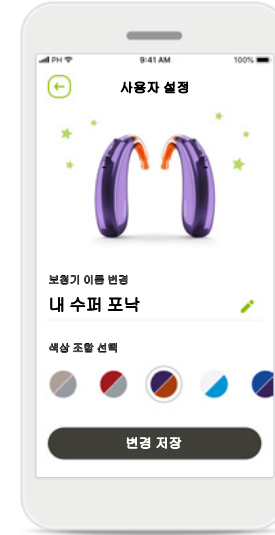 PH 9:41 AM 100%
사용자 설정
보청기 이름 변경
내 수퍼 포낙
색상 조합 선택
변경 저장